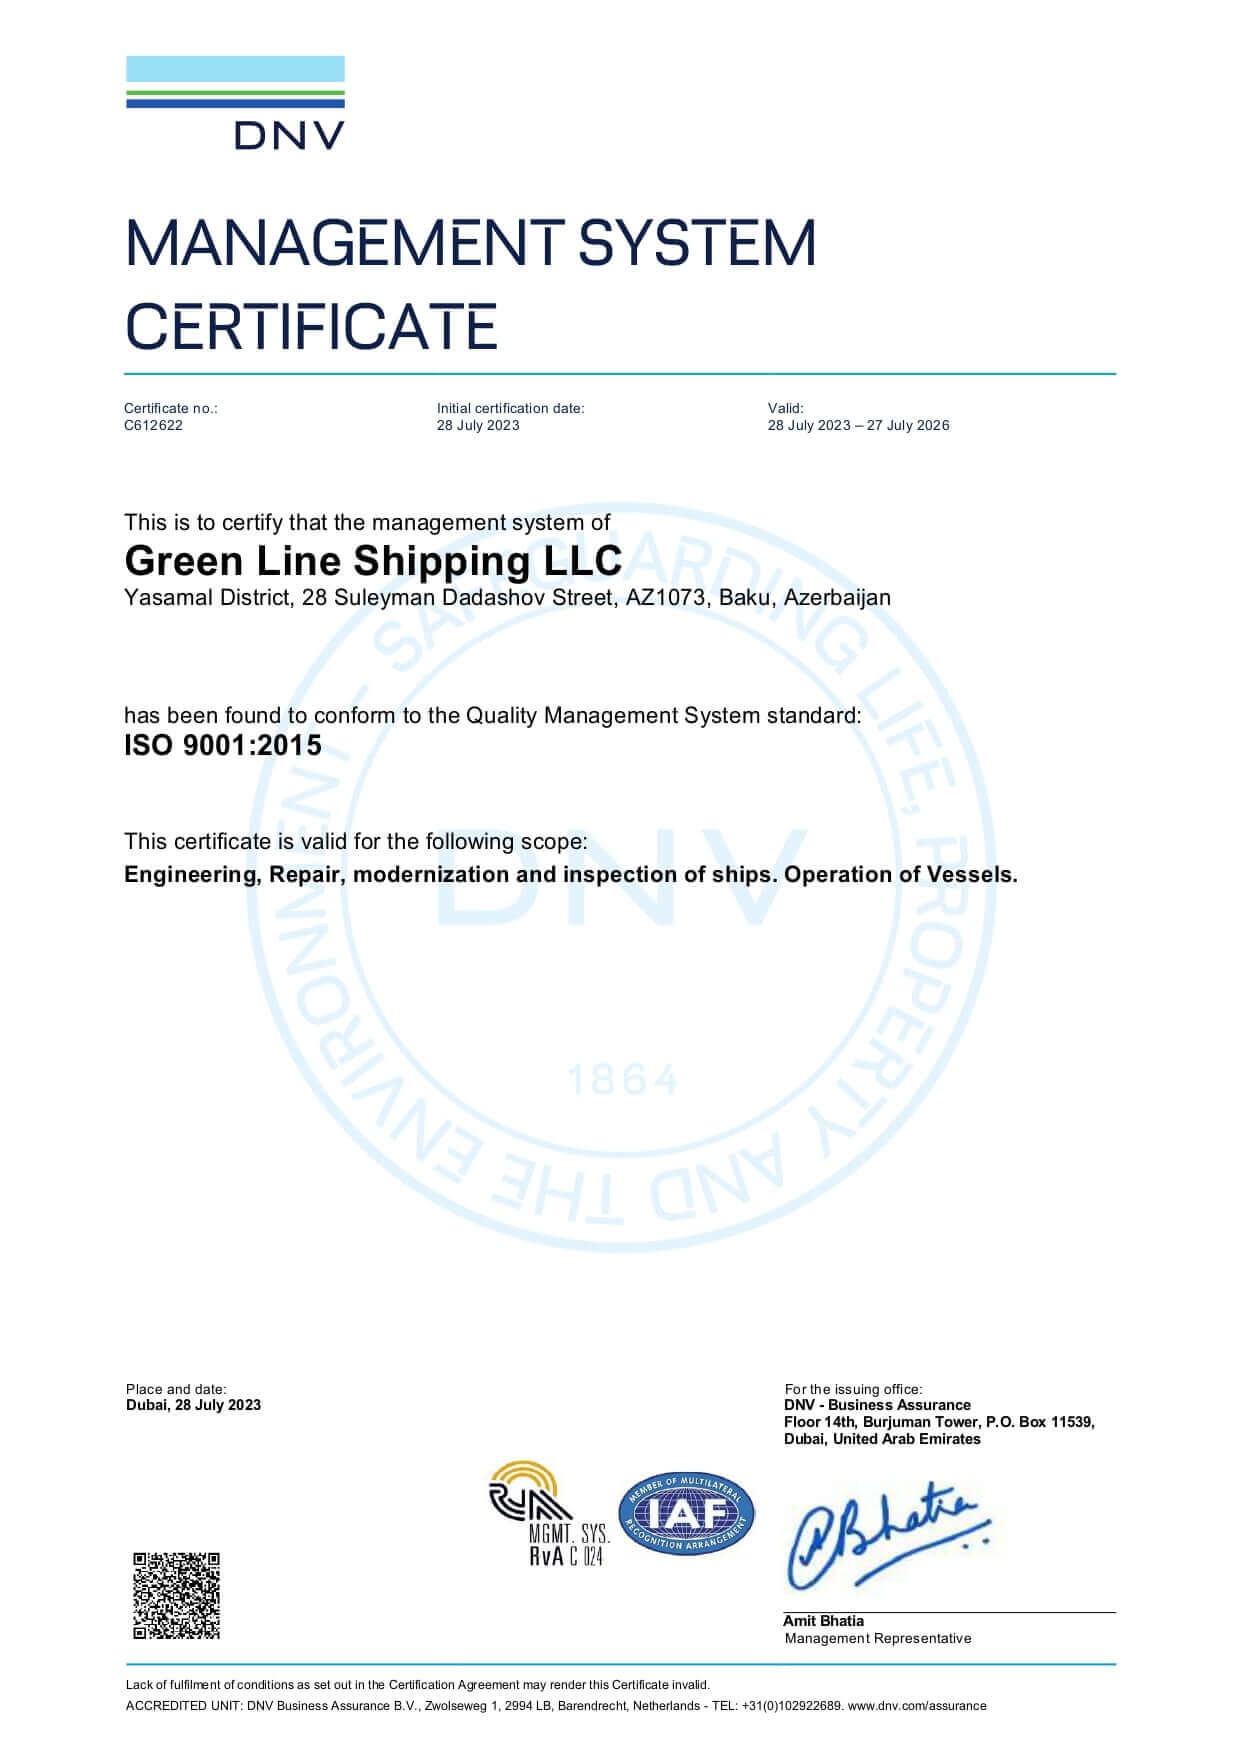 DNV
MANAGEMENT SYSTEM
CERTIFICATE
Certificate no.:
C612622
Initial certification date:
28 July 2023
Valid:
28 July 2023 – 27 July 2026
This is to certify that the management system of
Green Line Shipping LLC
Yasamal District, 28 Suleyman Dadashov Street, AZ1073, Baku, Azerbaijan
has been found to conform to the Quality Management System standard:
ISO 9001:2015
This certificate is valid for the following scope:
Engineering, Repair, modernization and inspection of ships. Operation of Vessels.
SAFEGUARDING LIFE, PROPERTY AND THE ENVIRONMENT –
DNV
1864
Place and date:
Dubai, 28 July 2023
For the issuing office:
DNV - Business Assurance
Floor 14th, Burjuman Tower, P.O. Box 11539,
Dubai, United Arab Emirates
RvA
MGMT. SYS.
RvA C 024
MEMBER OF MULTILATERAL
IAF
RECOGNITION ARRANGEMENT
ABhatia
Amit Bhatia
Management Representative
Lack of fulfilment of conditions as set out in the Certification Agreement may render this Certificate invalid.
ACCREDITED UNIT: DNV Business Assurance B.V., Zwolseweg 1, 2994 LB, Barendrecht, Netherlands - TEL: +31(0)102922689. www.dnv.com/assurance